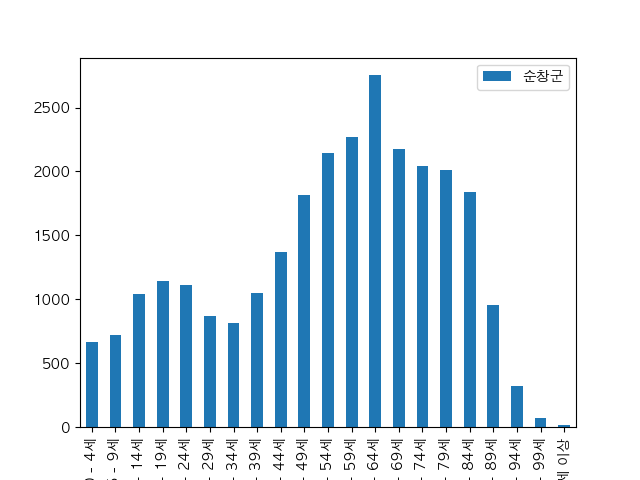 순창군
2500
2000
1500
1000
500
0
0 - 4세
5 - 9세
- 14세
- 19세
- 24세
- 29세
- 34세
- 39세
- 44세
- 49세
- 54세
- 59세
- 64세
- 69세
- 74세
- 79세
- 84세
- 89세
- 94세
- 99세
세 이상